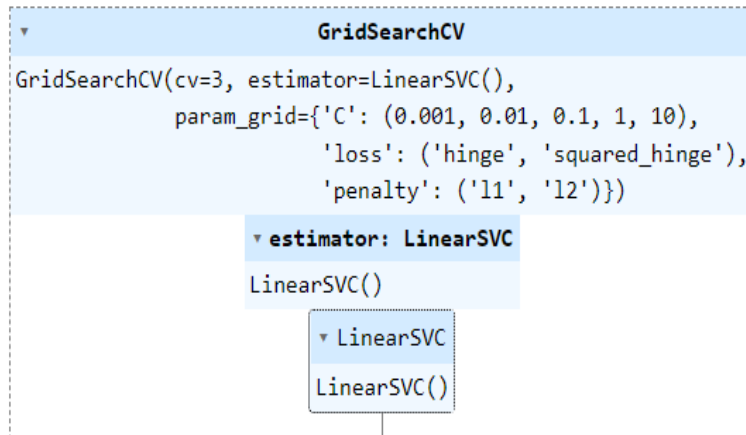 GridSearchCV
GridSearchCV(cv=3, estimator=LinearSVC(),
param_grid={'C': (0.001, 0.01, 0.1, 1, 10),
'loss': ('hinge', 'squared_hinge'),
'penalty': ('l1', 'l2')})
estimator: LinearSVC
LinearSVC()
LinearSVC
LinearSVC()